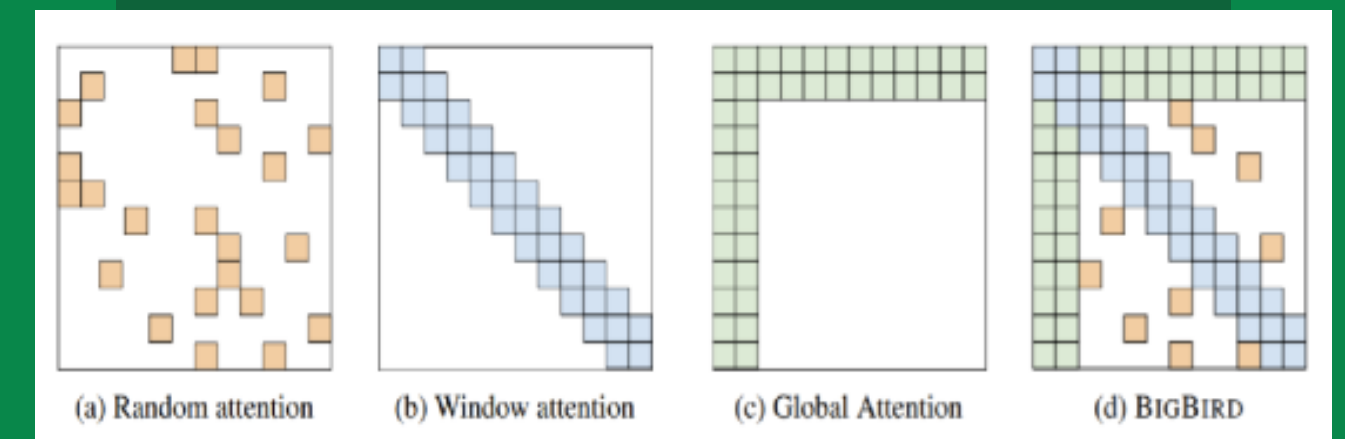 (a) Random attention
(b) Window attention
(c) Global Attention
(d) BIGBIRD